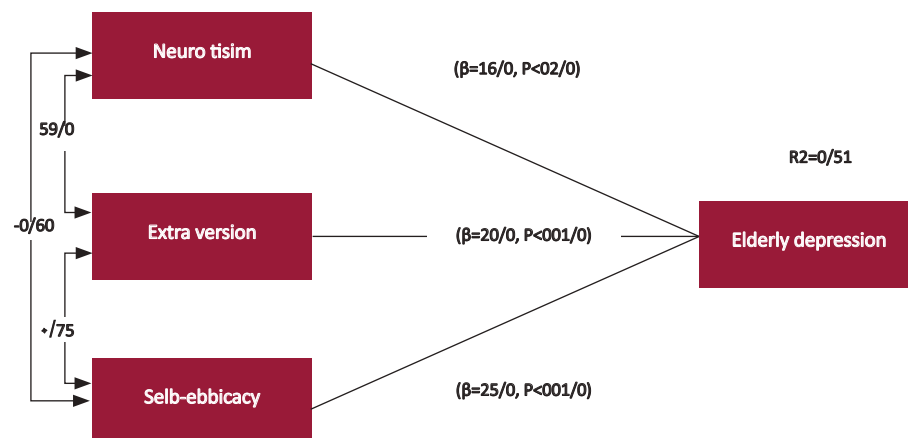 Neuro tisim
(β=16/0, P<02/0)
59/0
R2=0/51
-0/60
Extra version
(β=20/0, P<001/0)
Elderly depression
٠/75
Selb-ebbicacy
(β=25/0, P<001/0)